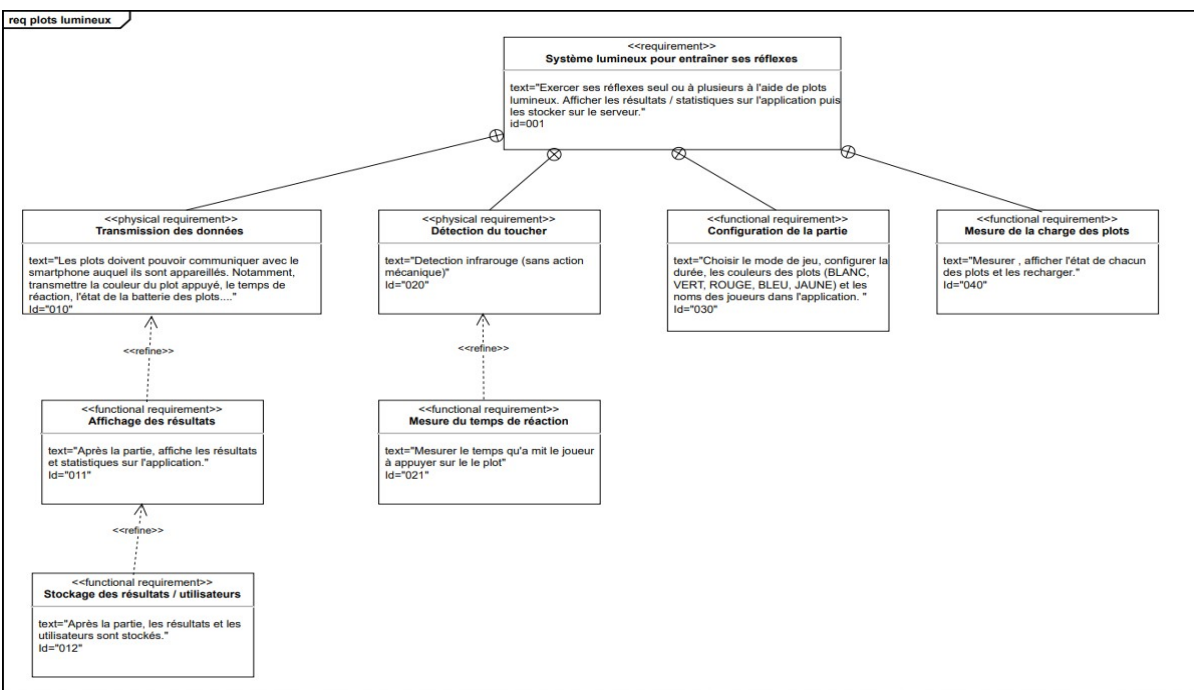 req plots lumineux
<<requirement>>
Système lumineux pour entraîner ses réflexes
text="Exercer ses réflexes seul ou à plusieurs à l'aide de plots
lumineux. Afficher les résultats / statistiques sur l'application puis
les stocker sur le serveur."
id=001
<<physical requirement>>
Transmission des données
text="Les plots doivent pouvoir communiquer avec le
smartphone auquel ils sont appareillés. Notamment,
transmettre la couleur du plot appuyé, le temps de
réaction, l'état de la batterie des plots...."
Id="010"
<<physical requirement>>
Détection du toucher
text="Detection infrarouge (sans action
mécanique)"
Id="020"
<<functional requirement>>
Configuration de la partie
text="Choisir le mode de jeu, configurer la
durée, les couleurs des plots (BLANC,
VERT, ROUGE, BLEU, JAUNE) et les
noms des joueurs dans l'application. "
Id="030"
<<functional requirement>>
Mesure de la charge des plots
text="Mesurer , afficher l'état de chacun
des plots et les recharger."
Id="040"
<<refine>>
<<refine>>
<<functional requirement>>
Affichage des résultats
text="Après la partie, affiche les résultats
et statistiques sur l'application."
Id="011"
<<functional requirement>>
Mesure du temps de réaction
text="Mesurer le temps qu'a mit le joueur
à appuyer sur le le plot"
Id="021"
<<refine>>
<<functional requirement>>
Stockage des résultats / utilisateurs
text="Après la partie, les résultats et les
utilisateurs sont stockés."
Id="012"